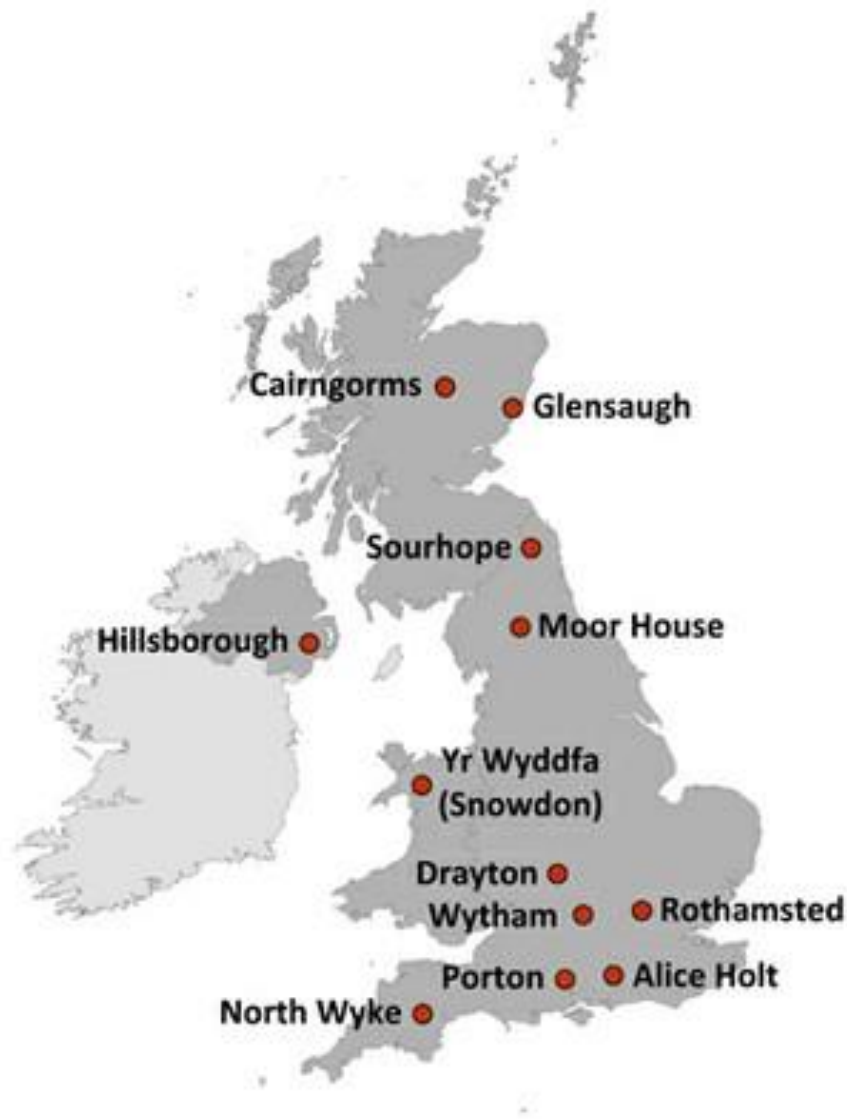 Cairngorms
Glensaugh
Sourhope
Moor House
Hillsborough
Yr Wyddfa
(Snowdon)
Drayton
Wytham
Rothamsted
Porton
Alice Holt
North Wyke